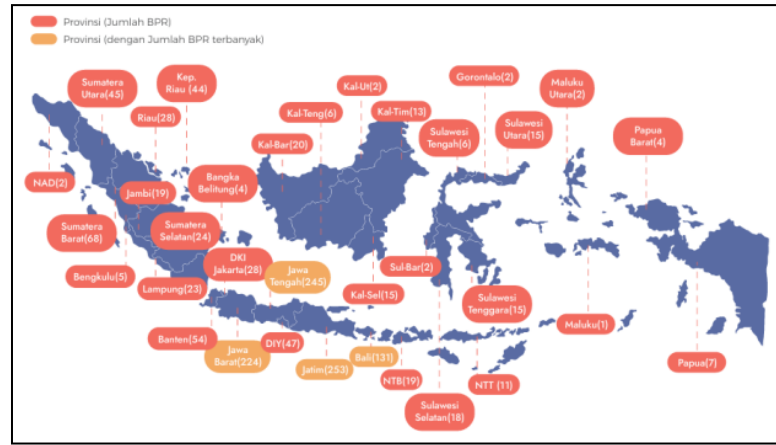 Provinsi (Jumlah BPR)
Provinsi (dengan Jumlah BPR terbanyak)
Sumatera
Utara(45)
Kep.
Riau (44)
Riau(28)
Kal-Ut(2)
Gorontalo(2)
Maluku
Utara(2)
Kal-Teng(6)
Kal-Tim(13)
Sulawesi
Tengah(6)
Sulawesi
Utara(15)
Papua
Barat(4)
Kal-Bar(20)
NAD(2)
Jambi(19)
Bangka
Belitung(4)
Sumatera
Barat(68)
Sumatera
Selatan(24)
Bengkulu(5)
Lampung(23)
DKI
Jakarta(28)
Jawa
Tengah(245)
Sul-Bar(2)
Kal-Sel(15)
Sulawesi
Tenggara(15)
Maluku(1)
Banten(54)
Jawa
Barat(224)
DIY(47)
Jatim(253)
Bali(131)
NTB(19)
Sulawesi
Selatan(18)
NTT (11)
Papua(7)